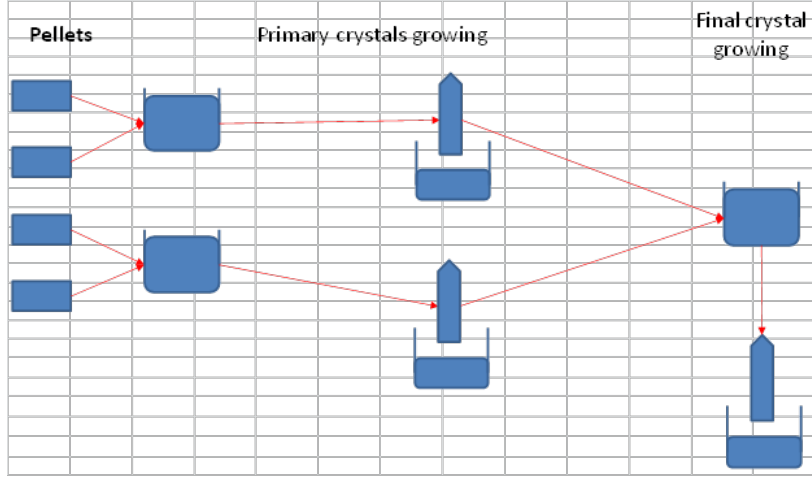 Pellets
Primary crystals growing
Final crystal
growing